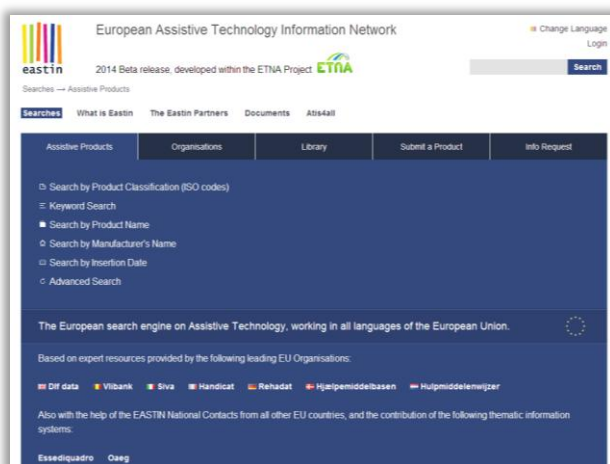 European Assistive Technology Information Network
Change Language
Login
eastin
2014 Beta release, developed within the ETNA Project ETNA
Search
Searches → Assistive Products
Searches What is Eastin The Eastin Partners Documents Atis4all
Assistive Products Organisations Library Submit a Product Info Request
Search by Product Classification (ISO codes)
Keyword Search
Search by Product Name
Search by Manufacturer's Name
Search by Insertion Date
Advanced Search
The European search engine on Assistive Technology, working in all languages of the European Union.
Based on expert resources provided by the following leading EU Organisations:
Dlf data Vlibank Siva Handicat Rehadat Hjælpemiddelbasen Hulpmiddelenwijzer
Also with the help of the EASTIN National Contacts from all other EU countries, and the contribution of the following thematic information
systems:
Essediquadro Oaeg